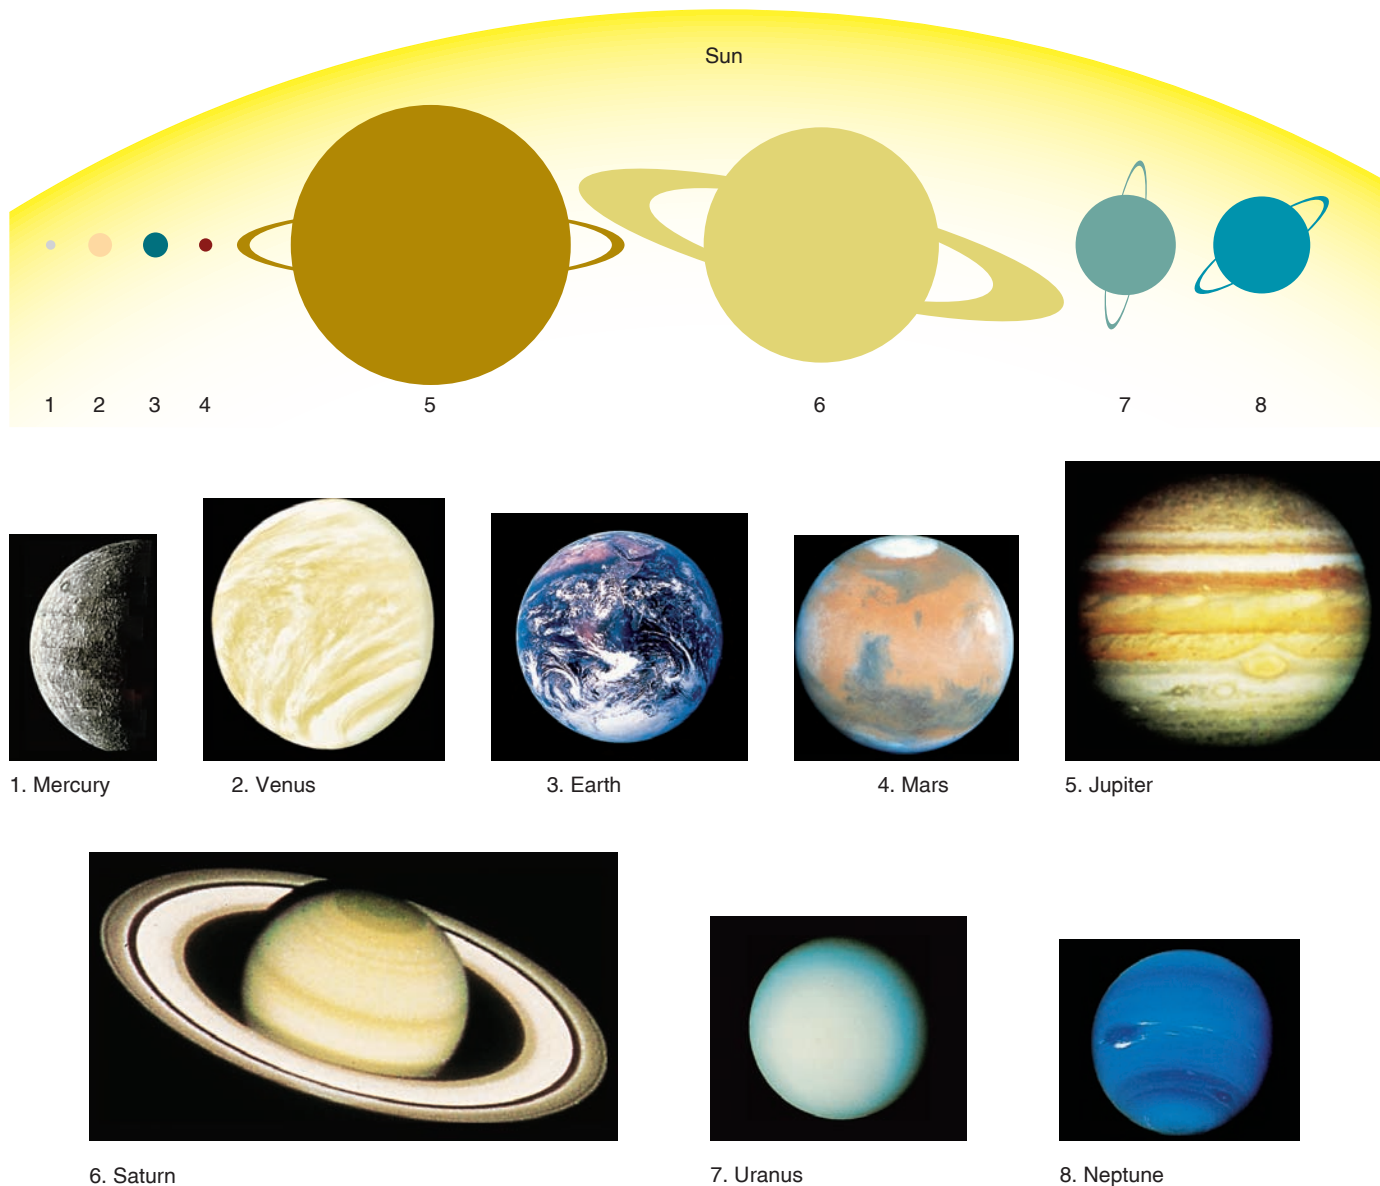 Sun
1 2 3 4 5 6 7 8
1. Mercury 2. Venus 3. Earth 4. Mars 5. Jupiter
6. Saturn 7. Uranus 8. Neptune